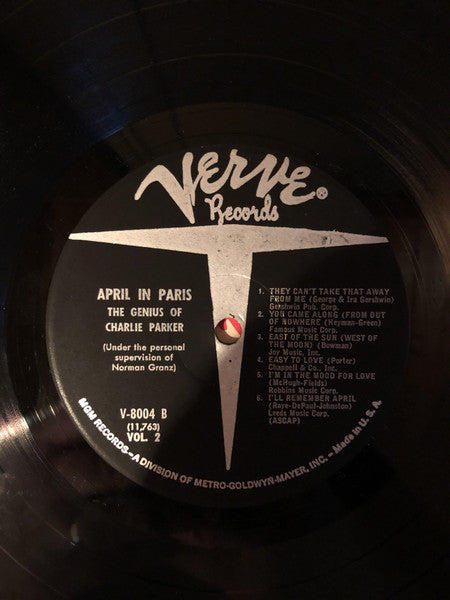 Verve®
Records
APRIL IN PARIS
THE GENIUS OF
CHARLIE PARKER
(Under the personal
supervision of
Norman Granz)
V-8004 B
(11,763)
VOL. 2
1. THEY CAN'T TAKE THAT AWAY
FROM ME (George & Ira Gershwin)
Gershwin Pub. Corp.
2. YOU CAME ALONG (FROM OUT
OF NOWHERE (Heyman-Green)
Famous Music Corp.
3. EAST OF THE SUN (WEST OF
THE MOON) (Bowman)
Joy Music, Inc.
4. EASY TO LOVE (Porter)
Chappell & Co., Inc.
5. I'M IN THE MOOD FOR LOVE
(McHugh-Fields)
Robbins Music Corp.
6. I'LL REMEMBER APRIL
(Raye-DePaul-Johnston)
Leeds Music Corp.
(ASCAP)
MGM RECORDS—A DIVISION OF METRO-GOLDWYN-MAYER, INC. — Made in U. S. A.